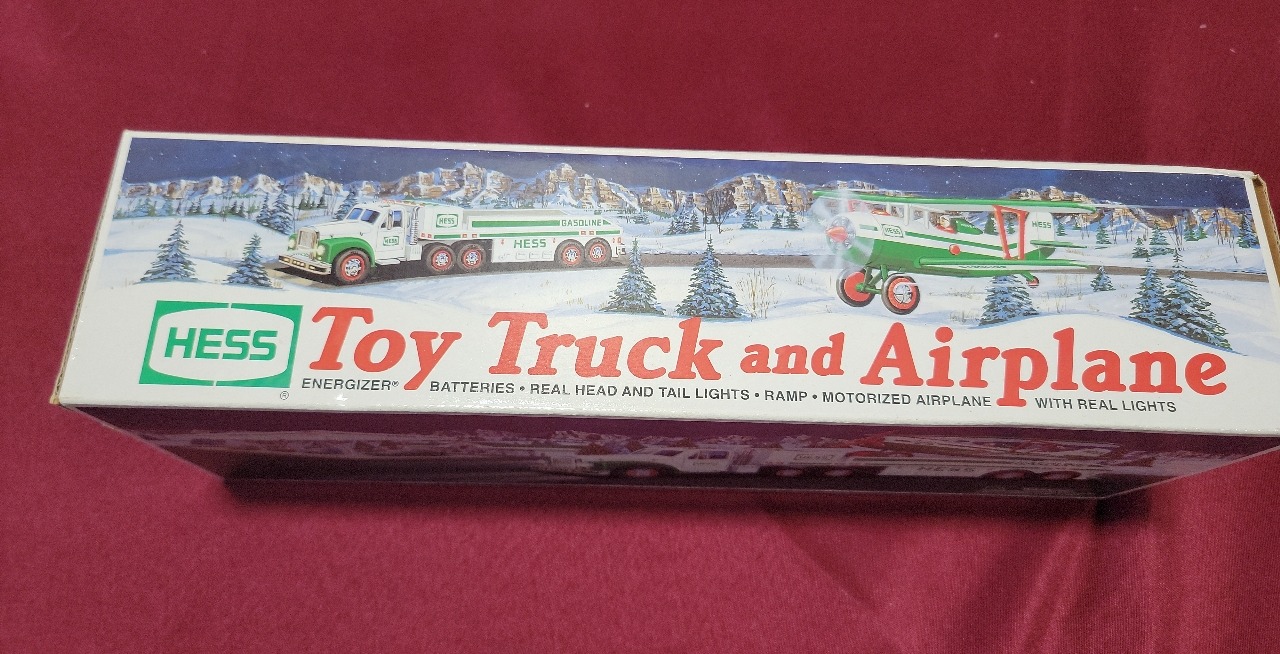 HESS
GASOLINE
HESS
HESS
HESS
HESS
HESS
Toy Truck and Airplane
ENERGIZER® BATTERIES • REAL HEAD AND TAIL LIGHTS • RAMP • MOTORIZED AIRPLANE WITH REAL LIGHTS
®
HESS